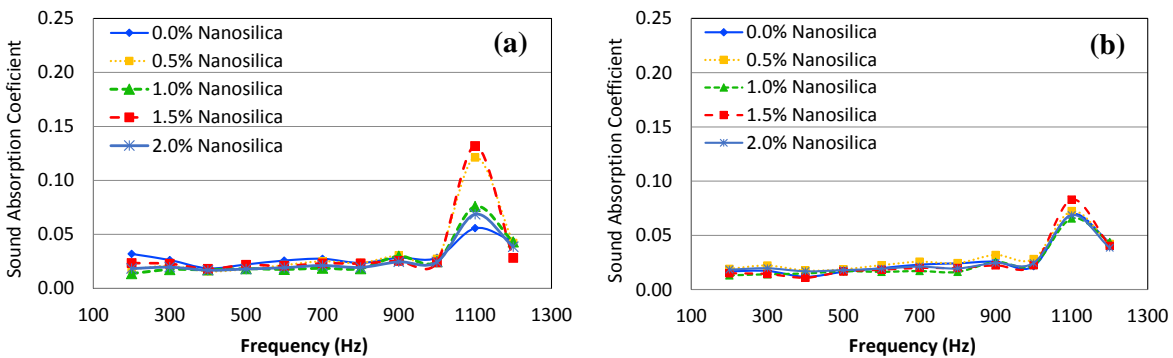 Sound Absorption Coeficient
0.25
0.20
0.15
0.10
0.05
0.00
0.0% Nanosilica
0.5% Nanosilica
1.0% Nanosilica
1.5% Nanosilica
2.0% Nanosilica
(a)
100 300 500 700 900 1100 1300
Frequency (Hz)
Sound Absorption Coefficient
0.25
0.20
0.15
0.10
0.05
0.00
0.0% Nanosilica
0.5% Nanosilica
1.0% Nanosilica
1.5% Nanosilica
2.0% Nanosilica
(b)
100 300 500 700 900 1100 1300
Frequency (Hz)